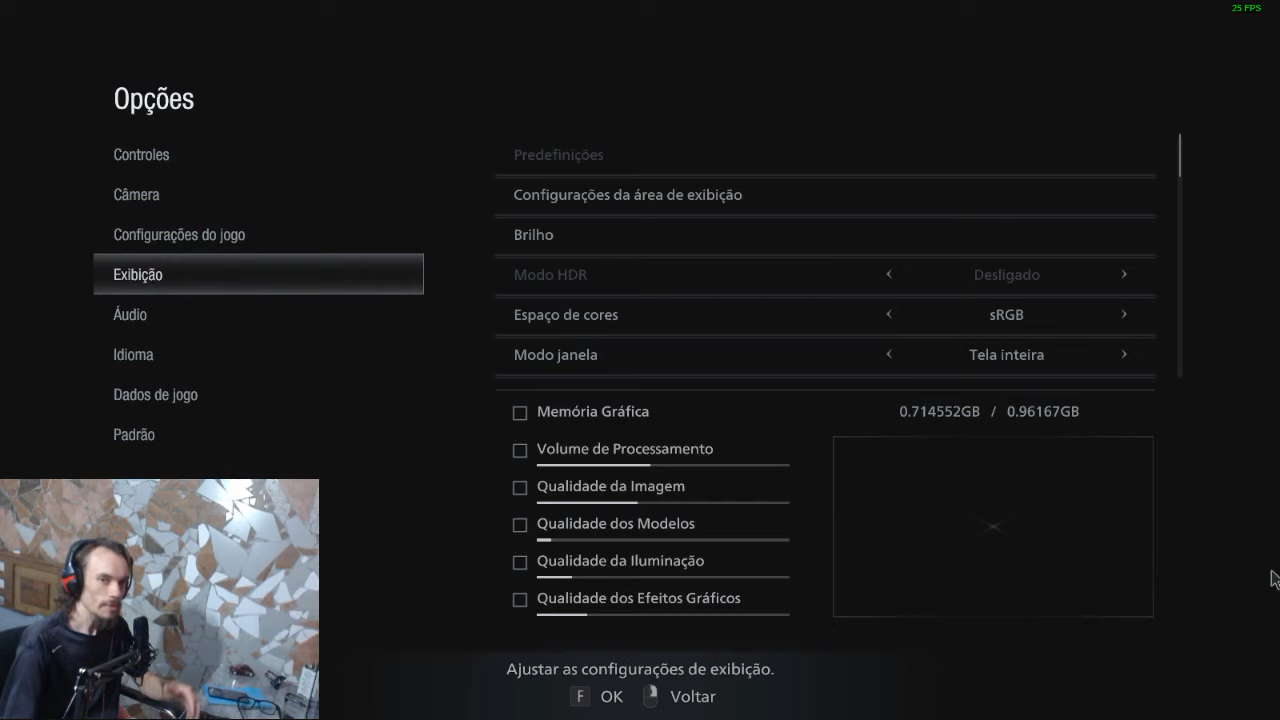 25 FPS
Opções
Controles
Câmera
Configurações do jogo
Exibição
Áudio
Idioma
Dados de jogo
Padrão
Predefinições
Configurações da área de exibição
Brilho
Modo HDR Desligado
Espaço de cores sRGB
Modo janela Tela inteira
Memória Gráfica 0.714552GB / 0.96167GB
Volume de Processamento
Qualidade da Imagem
Qualidade dos Modelos
Qualidade da Iluminação
Qualidade dos Efeitos Gráficos
Ajustar as configurações de exibição.
F OK Voltar